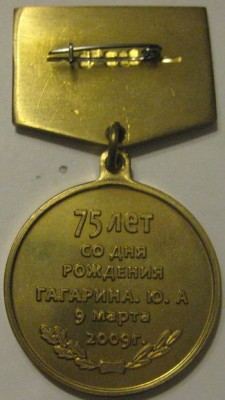 75 лет
со дня
рождения
ГАГАРИНА. Ю. А
9 марта
2009г.